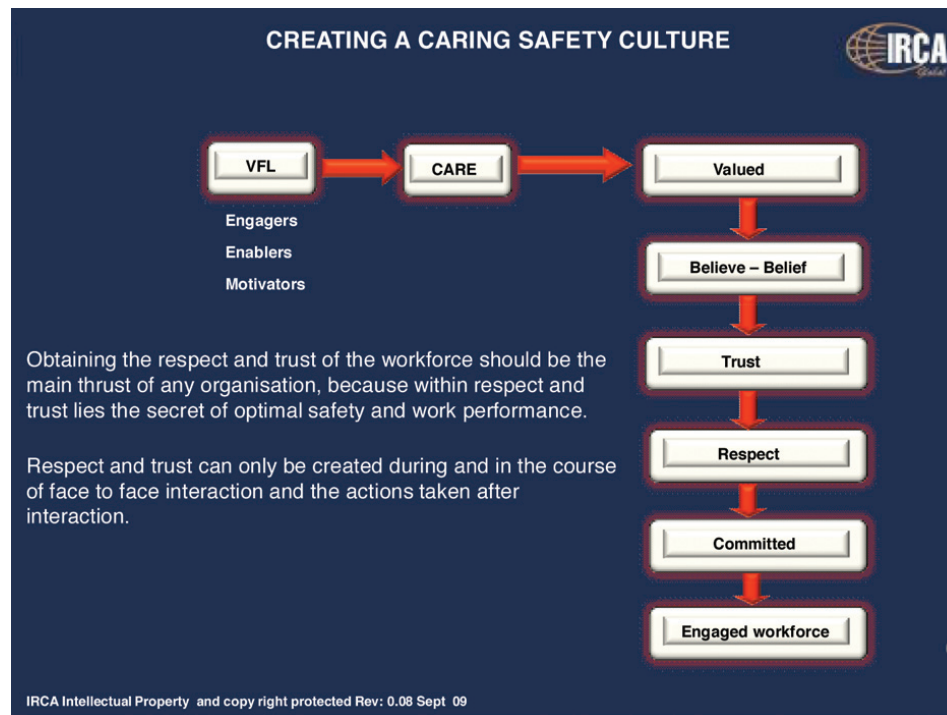 CREATING A CARING SAFETY CULTURE
IRCA
Global
VFL
CARE
Valued
Engagers
Enablers
Motivators
Believe – Belief
Trust
Respect
Committed
Engaged workforce
Obtaining the respect and trust of the workforce should be the
main thrust of any organisation, because within respect and
trust lies the secret of optimal safety and work performance.
Respect and trust can only be created during and in the course
of face to face interaction and the actions taken after
interaction.
IRCA Intellectual Property and copy right protected Rev: 0.08 Sept 09